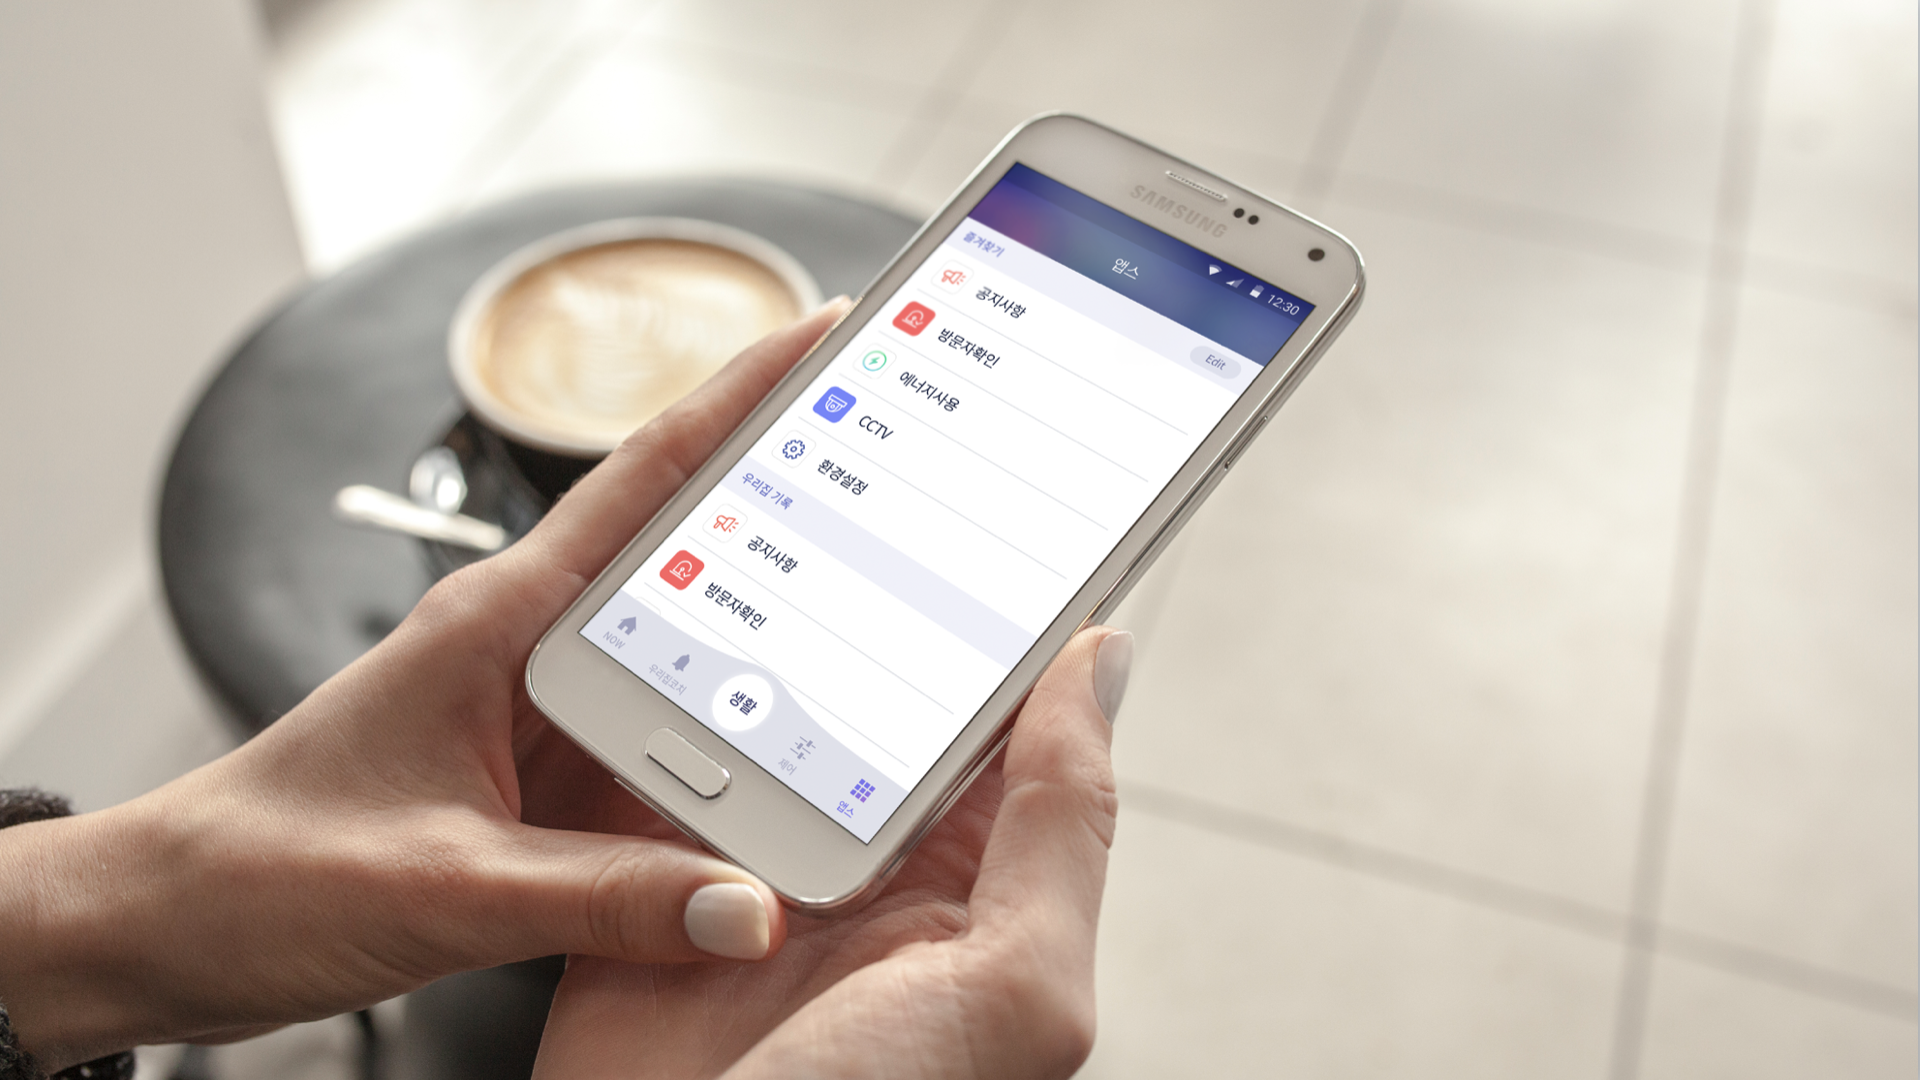 SAMSUNG
12:30
앱스
즐겨찾기
Edit
공지사항
방문자확인
에너지사용
CCTV
환경설정
우리집 기록
공지사항
방문자확인
NOW
우리집코치
생활
제어
앱스